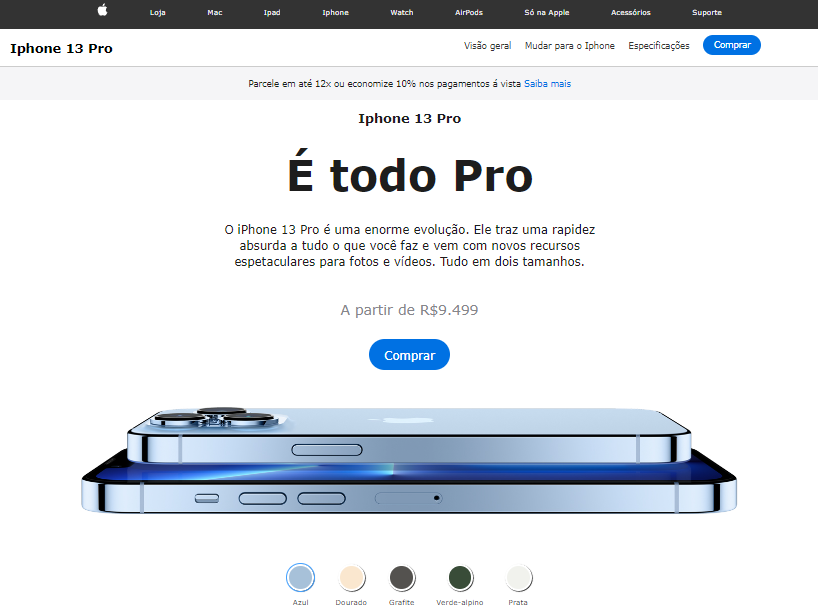 Loja Mac Ipad Iphone Watch AirPods Só na Apple Acessórios Suporte
Iphone 13 Pro Visão geral Mudar para o Iphone Especificações Comprar
Parcele em até 12x ou economize 10% nos pagamentos á vista Saiba mais
Iphone 13 Pro
É todo Pro
O iPhone 13 Pro é uma enorme evolução. Ele traz uma rapidez
absurda a tudo o que você faz e vem com novos recursos
espetaculares para fotos e vídeos. Tudo em dois tamanhos.
A partir de R$9.499
Comprar
Azul Dourado Grafite Verde-alpino Prata